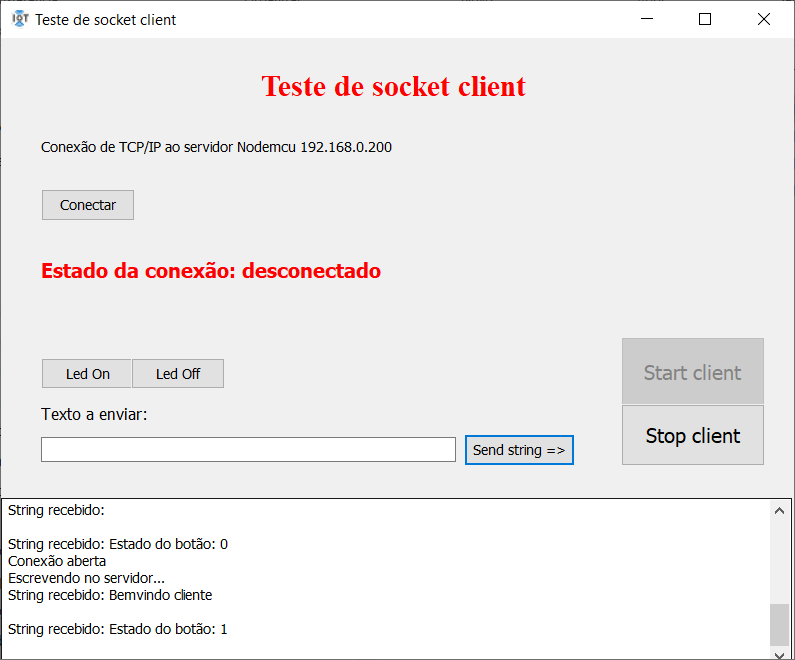 IOT Teste de socket client
Teste de socket client
Conexão de TCP/IP ao servidor Nodemcu 192.168.0.200
Conectar
Estado da conexão: desconectado
Led On Led Off
Start client
Texto a enviar:
Stop client
Send string =>
String recebido:
String recebido: Estado do botão: 0
Conexão aberta
Escrevendo no servidor...
String recebido: Bemvindo cliente
String recebido: Estado do botão: 1